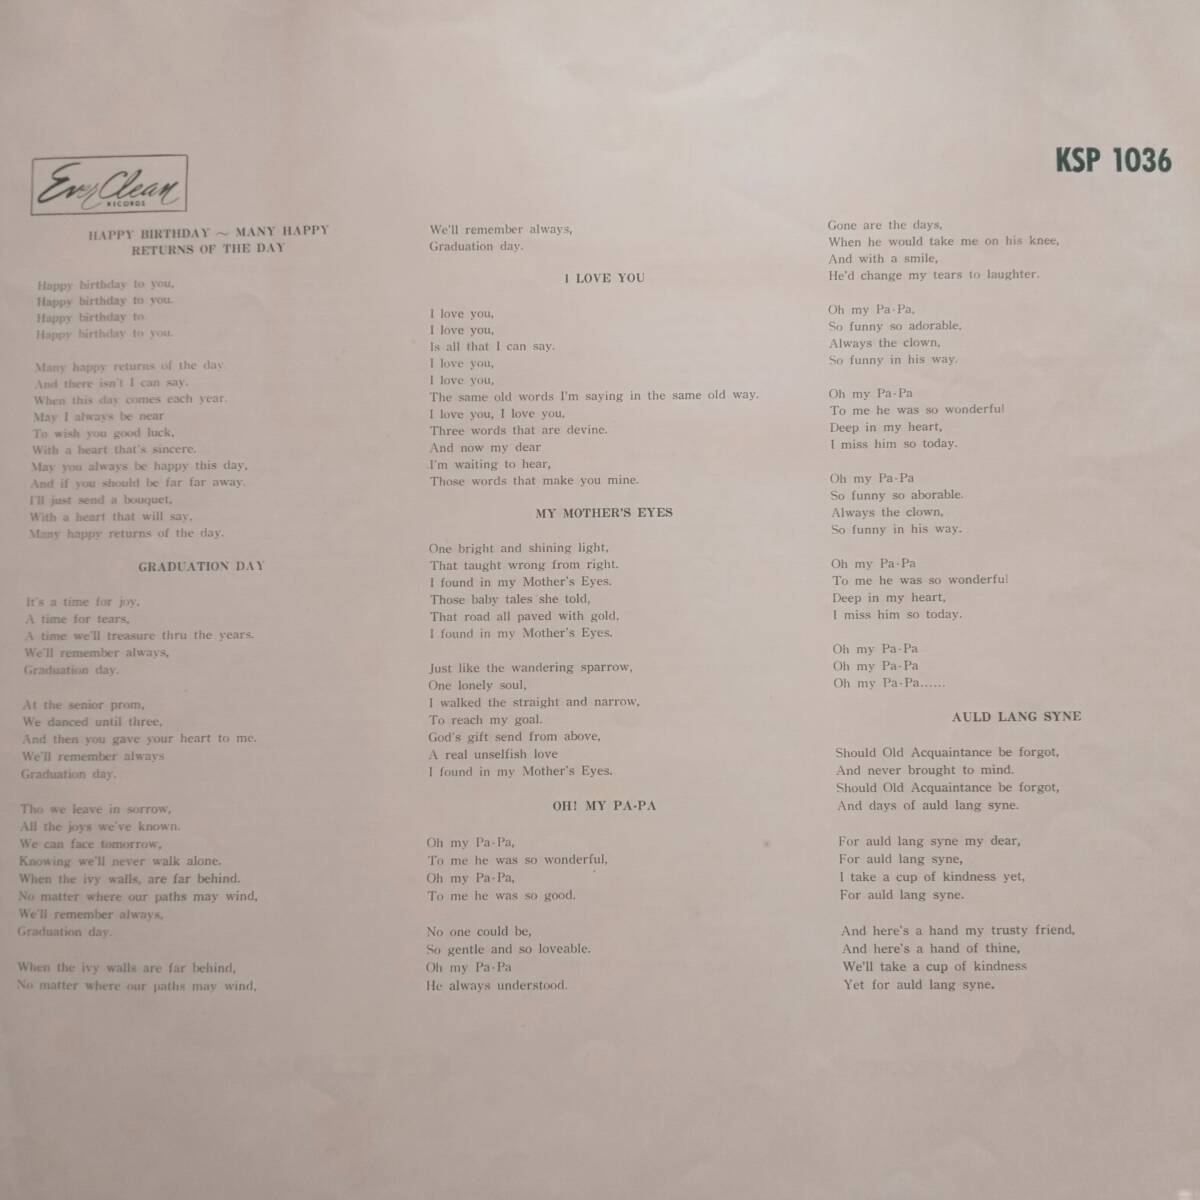 Ever Clean
RECORDS
KSP 1036
HAPPY BIRTHDAY ~ MANY HAPPY
RETURNS OF THE DAY
Happy birthday to you,
Happy birthday to you.
Happy birthday to
Happy birthday to you.
Many happy returns of the day
And there isn't I can say.
When this day comes each year.
May I always be near
To wish you good luck,
With a heart that's sincere.
May you always be happy this day,
And if you should be far far away.
I'll just send a bouquet,
With a heart that will say,
Many happy returns of the day.
GRADUATION DAY
It's a time for joy,
A time for tears,
A time we'll treasure thru the years.
We'll remember always,
Graduation day.
At the senior prom,
We danced until three,
And then you gave your heart to me.
We'll remember always
Graduation day.
Tho we leave in sorrow,
All the joys we've known.
We can face tomorrow,
Knowing we'll never walk alone.
When the ivy walls, are far behind.
No matter where our paths may wind,
We'll remember always,
Graduation day.
When the ivy walls are far behind,
No matter where our paths may wind,
We'll remember always,
Graduation day.
I LOVE YOU
I love you,
I love you,
Is all that I can say.
I love you,
I love you,
The same old words I'm saying in the same old way.
I love you, I love you,
Three words that are devine.
And now my dear
I'm waiting to hear,
Those words that make you mine.
MY MOTHER'S EYES
One bright and shining light,
That taught wrong from right.
I found in my Mother's Eyes.
Those baby tales she told,
That road all paved with gold,
I found in my Mother's Eyes.
Just like the wandering sparrow,
One lonely soul,
I walked the straight and narrow,
To reach my goal.
God's gift send from above,
A real unselfish love
I found in my Mother's Eyes.
OH! MY PA-PA
Oh my Pa-Pa,
To me he was so wonderful,
Oh my Pa-Pa,
To me he was so good.
No one could be,
So gentle and so loveable.
Oh my Pa-Pa
He always understood.
Gone are the days,
When he would take me on his knee,
And with a smile,
He'd change my tears to laughter.
Oh my Pa-Pa,
So funny so adorable,
Always the clown,
So funny in his way.
Oh my Pa-Pa
To me he was so wonderful
Deep in my heart,
I miss him so today.
Oh my Pa-Pa
So funny so aborable.
Always the clown,
So funny in his way.
Oh my Pa-Pa
To me he was so wonderful
Deep in my heart,
I miss him so today.
Oh my Pa-Pa
Oh my Pa-Pa
Oh my Pa-Pa......
AULD LANG SYNE
Should Old Acquaintance be forgot,
And never brought to mind.
Should Old Acquaintance be forgot,
And days of auld lang syne.
For auld lang syne my dear,
For auld lang syne,
I take a cup of kindness yet,
For auld lang syne.
And here's a hand my trusty friend,
And here's a hand of thine,
We'll take a cup of kindness
Yet for auld lang syne.